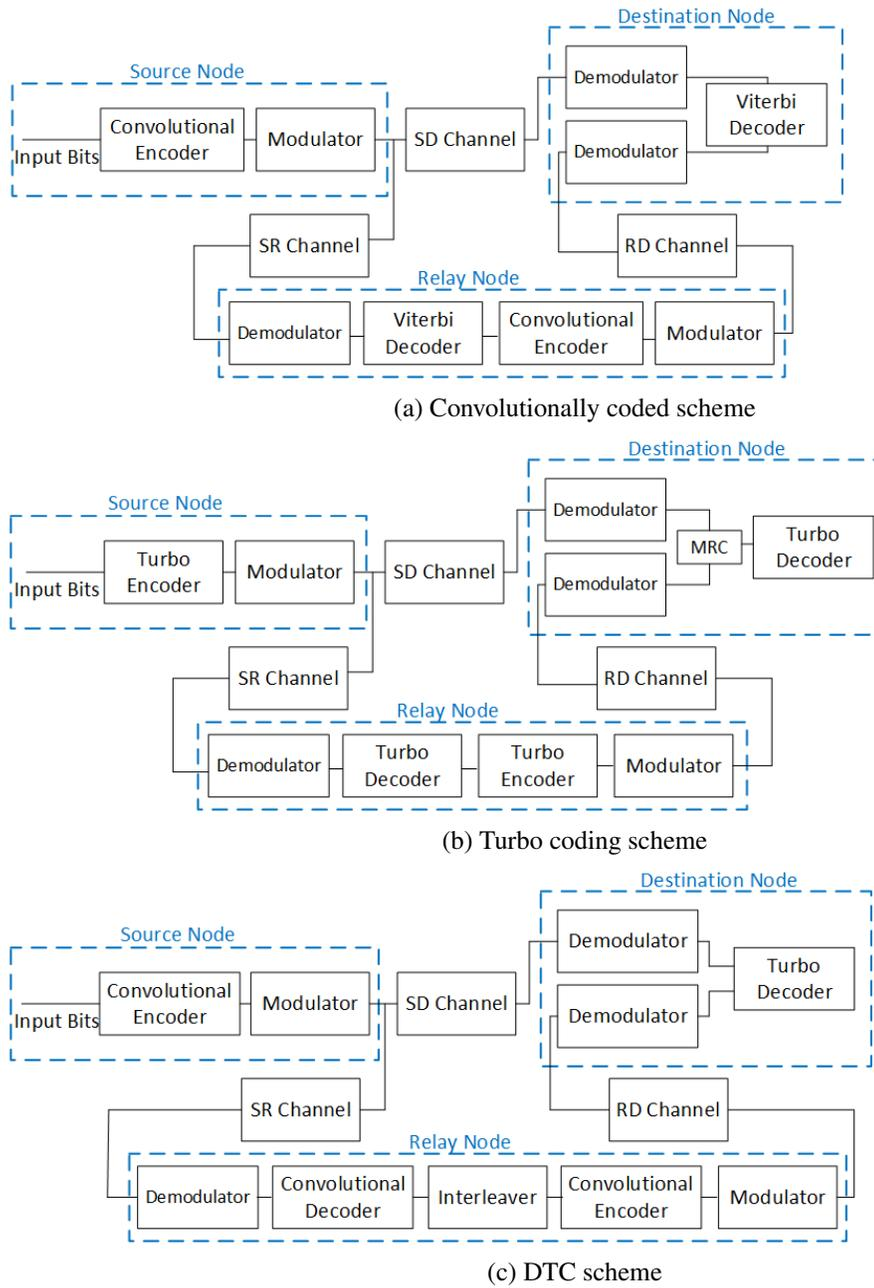 Destination Node
Source Node
Demodulator
Viterbi
Decoder
Input Bits
Convolutional
Encoder
Modulator
SD Channel
Demodulator
SR Channel
RD Channel
Relay Node
Demodulator
Viterbi
Decoder
Convolutional
Encoder
Modulator
(a) Convolutionally coded scheme
Destination Node
Source Node
Demodulator
MRC
Turbo
Decoder
Input Bits
Turbo
Encoder
Modulator
SD Channel
Demodulator
SR Channel
RD Channel
Relay Node
Demodulator
Turbo
Decoder
Turbo
Encoder
Modulator
(b) Turbo coding scheme
Destination Node
Source Node
Demodulator
Turbo
Decoder
Input Bits
Convolutional
Encoder
Modulator
SD Channel
Demodulator
SR Channel
RD Channel
Relay Node
Demodulator
Convolutional
Decoder
Interleaver
Convolutional
Encoder
Modulator
(c) DTC scheme